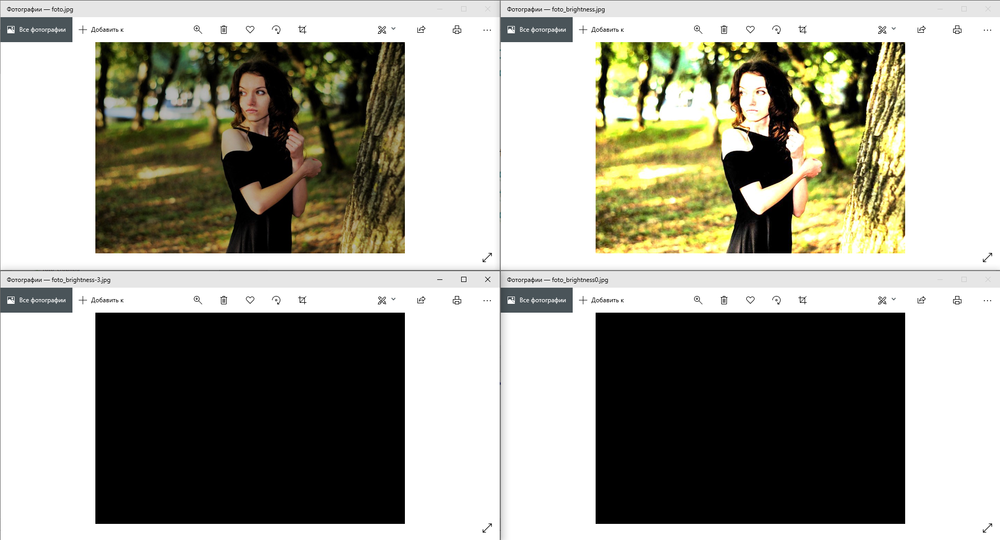 Фотографии — foto.jpg
Все фотографии
Добавить к
Фотографии — foto_brightness.jpg
Все фотографии
Добавить к
Фотографии — foto_brightness-3.jpg
Все фотографии
Добавить к
Фотографии — foto_brightness0.jpg
Все фотографии
Добавить к